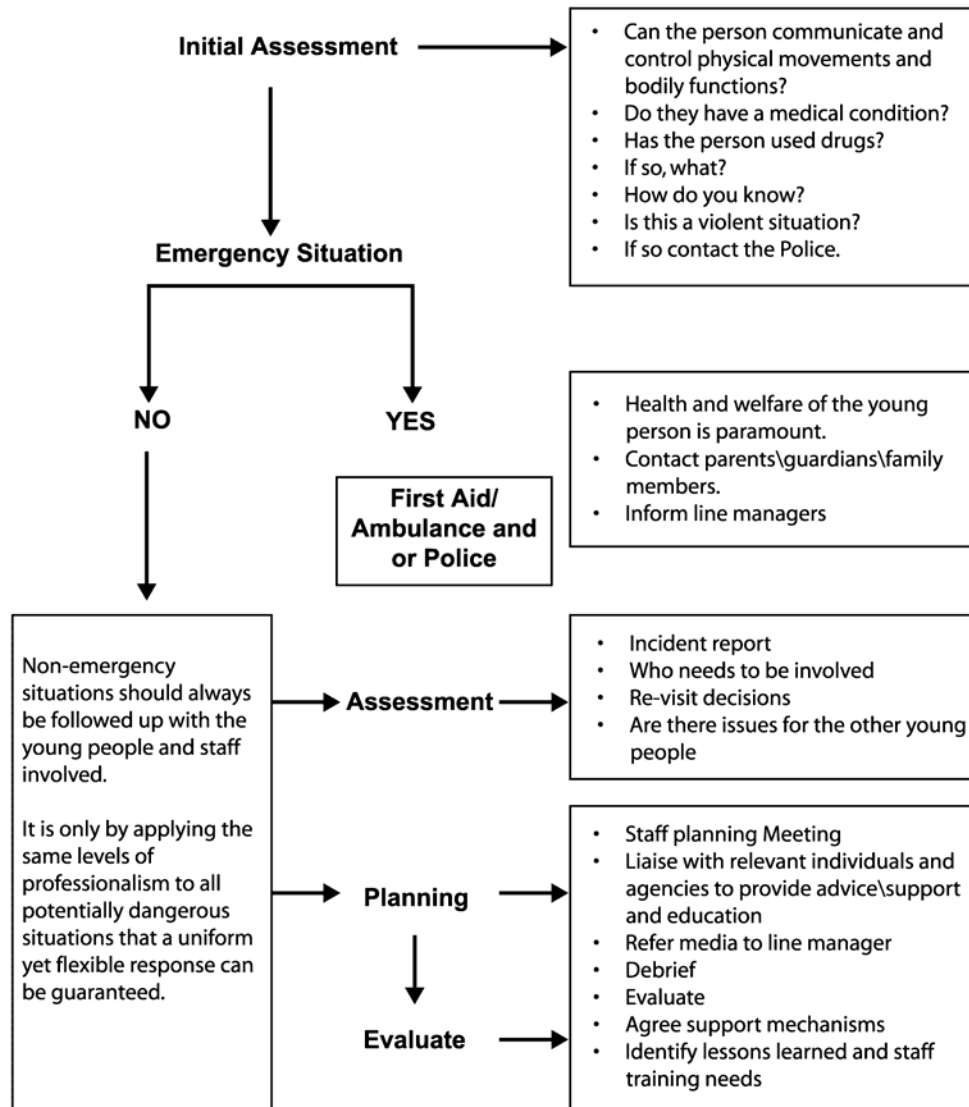 Initial Assessment
• Can the person communicate and
control physical movements and
bodily functions?
• Do they have a medical condition?
• Has the person used drugs?
• If so, what?
• How do you know?
• Is this a violent situation?
• If so contact the Police.
Emergency Situation
NO
YES
First Aid/
Ambulance and
or Police
• Health and welfare of the young
person is paramount.
• Contact parents\guardians\family
members.
• Inform line managers
Non-emergency
situations should always
be followed up with the
young people and staff
involved.
It is only by applying the
same levels of
professionalism to all
potentially dangerous
situations that a uniform
yet flexible response can
be guaranteed.
Assessment
• Incident report
• Who needs to be involved
• Re-visit decisions
• Are there issues for the other young
people
Planning
Evaluate
• Staff planning Meeting
• Liaise with relevant individuals and
agencies to provide advice\support
and education
• Refer media to line manager
• Debrief
• Evaluate
• Agree support mechanisms
• Identify lessons learned and staff
training needs